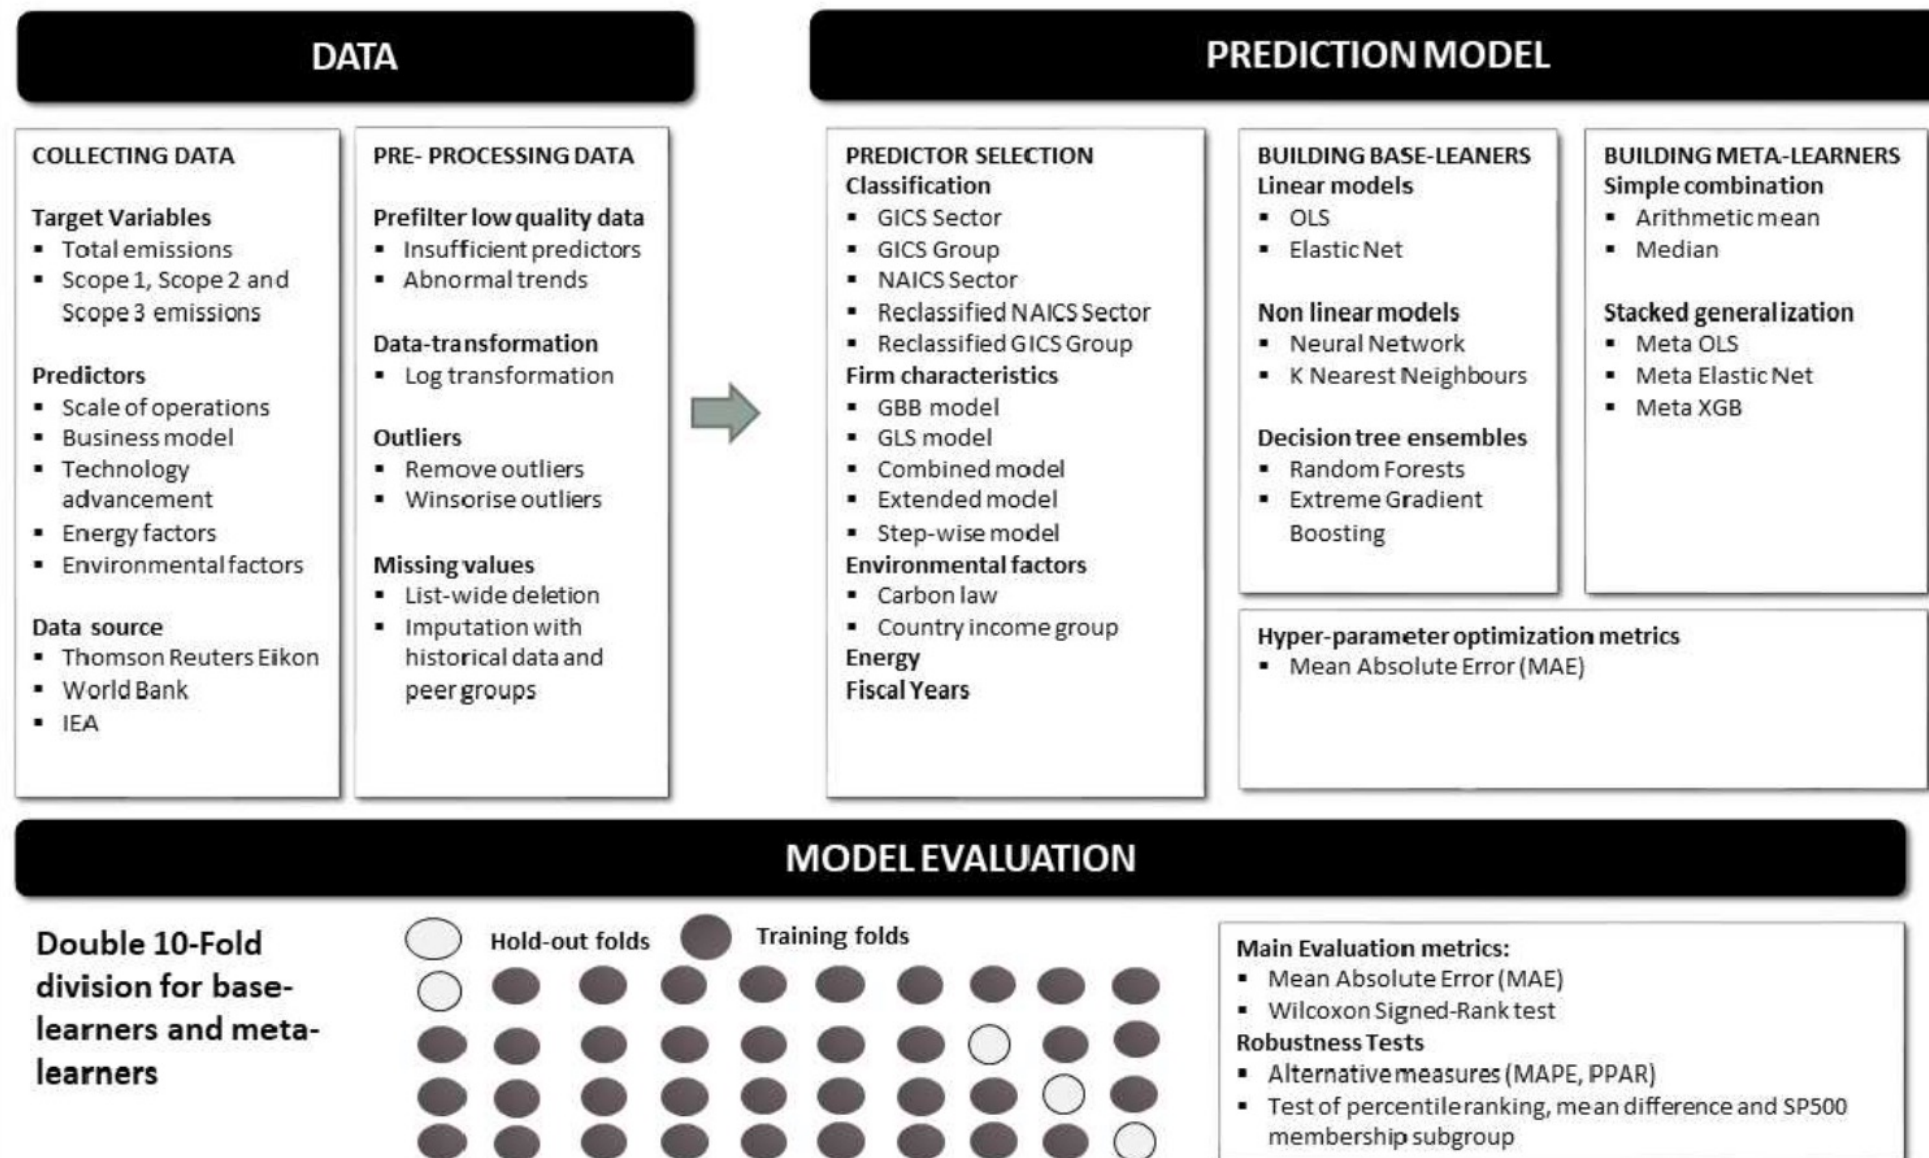 DATA
COLLECTING DATA
Target Variables
▪ Total emissions
▪ Scope 1, Scope 2 and
Scope 3 emissions
Predictors
▪ Scale of operations
▪ Business model
▪ Technology
advancement
▪ Energy factors
▪ Environmental factors
Data source
▪ Thomson Reuters Eikon
▪ World Bank
▪ IEA
PRE- PROCESSING DATA
Prefilter low quality data
▪ Insufficient predictors
▪ Abnormal trends
Data-transformation
▪ Log transformation
Outliers
▪ Remove outliers
▪ Winsorise outliers
Missing values
▪ List-wide deletion
▪ Imputation with
historical data and
peer groups
PREDICTION MODEL
PREDICTOR SELECTION
Classification
▪ GICS Sector
▪ GICS Group
▪ NAICS Sector
▪ Reclassified NAICS Sector
▪ Reclassified GICS Group
Firm characteristics
▪ GBB model
▪ GLS model
▪ Combined model
▪ Extended model
▪ Step-wise model
Environmental factors
▪ Carbon law
▪ Country income group
Energy
Fiscal Years
BUILDING BASE-LEANERS
Linear models
▪ OLS
▪ Elastic Net
Non linear models
▪ Neural Network
▪ K Nearest Neighbours
Decision tree ensembles
▪ Random Forests
▪ Extreme Gradient
Boosting
BUILDING META-LEARNERS
Simple combination
▪ Arithmetic mean
▪ Median
Stacked generalization
▪ Meta OLS
▪ Meta Elastic Net
▪ Meta XGB
Hyper-parameter optimization metrics
▪ Mean Absolute Error (MAE)
MODEL EVALUATION
Double 10-Fold
division for base-
learners and meta-
learners
Hold-out folds
Training folds
Main Evaluation metrics:
▪ Mean Absolute Error (MAE)
▪ Wilcoxon Signed-Rank test
Robustness Tests
▪ Alternative measures (MAPE, PPAR)
▪ Test of percentile ranking, mean difference and SP500
membership subgroup